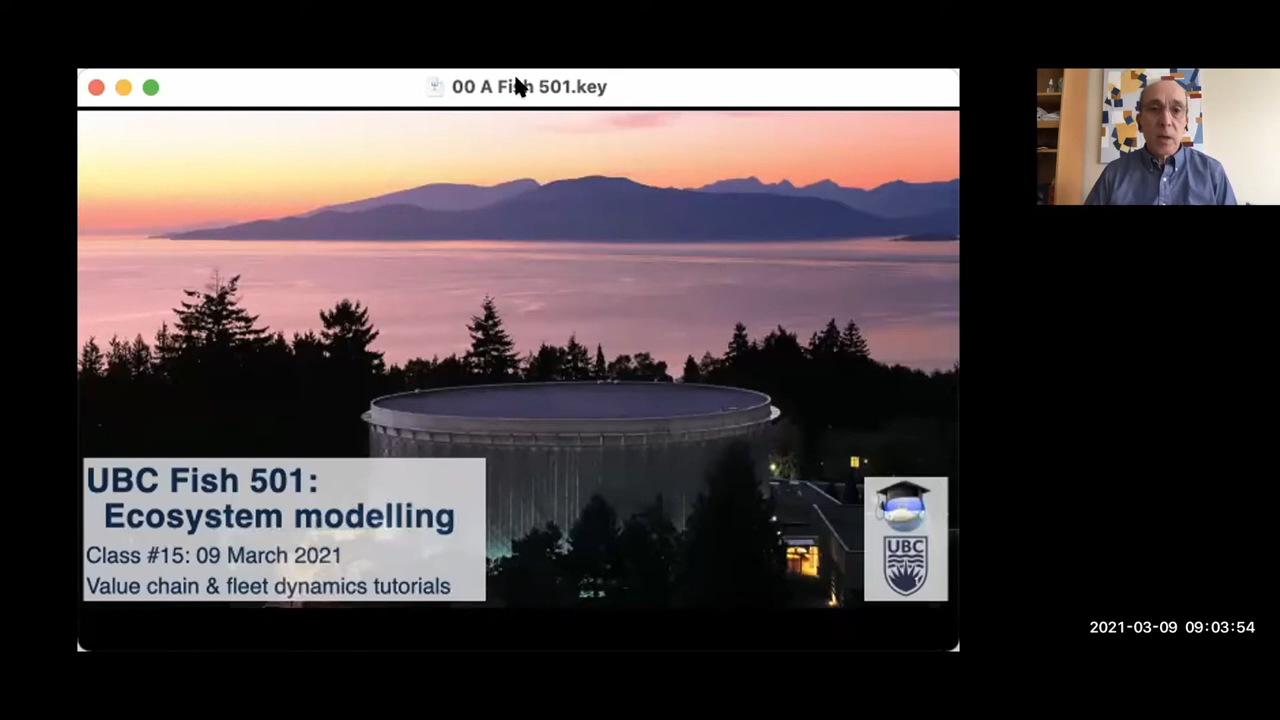 00 A Fish 501.key
UBC Fish 501:
Ecosystem modelling
Class #15: 09 March 2021
Value chain & fleet dynamics tutorials
UBC
2021-03-09 09:03:54